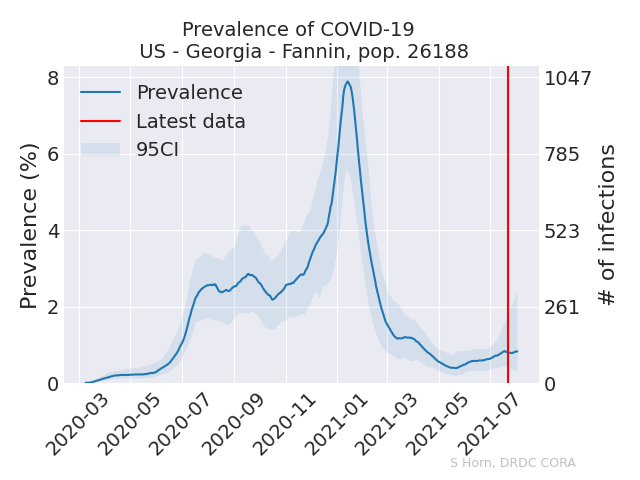 Prevalence of COVID-19
US - Georgia - Fannin, pop. 26188
Prevalence
Latest data
95CI
Prevalence (%)
8
6
4
2
0
1047
785
523
261
0
# of infections
2020-03
2020-05
2020-07
2020-09
2020-11
2021-01
2021-03
2021-05
2021-07
S Horn, DRDC CORA